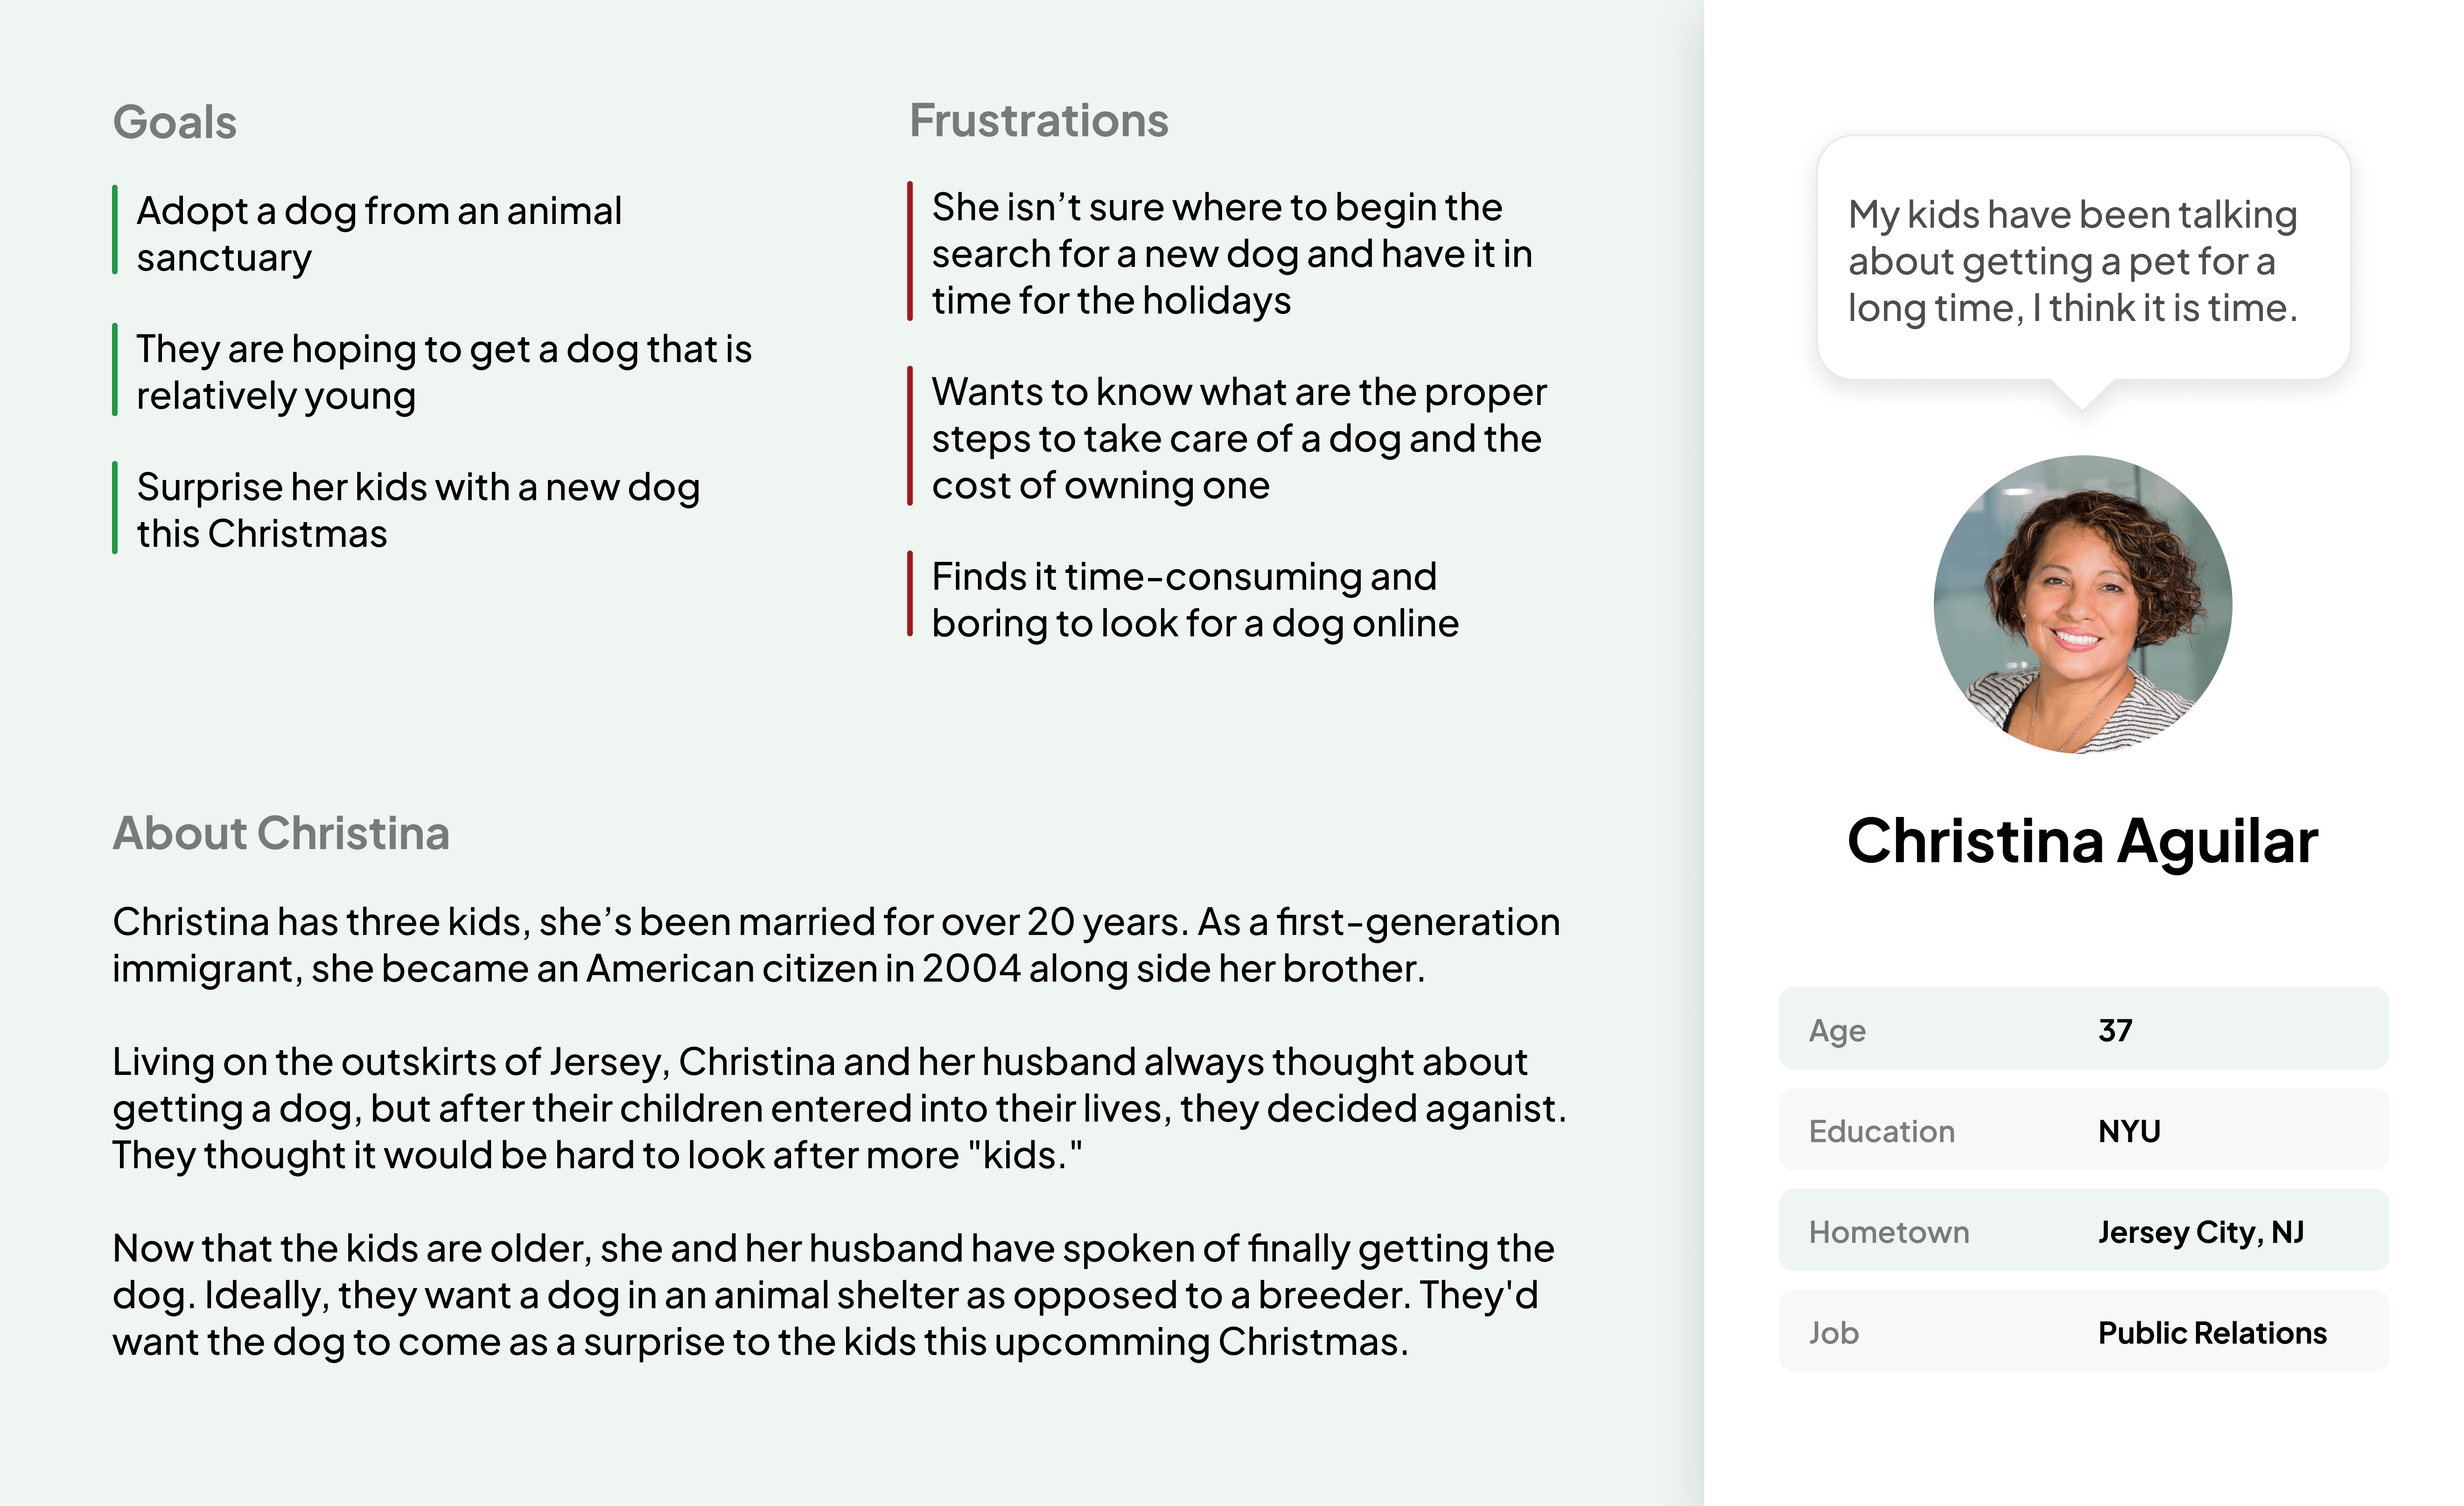 Goals
Adopt a dog from an animal
sanctuary
They are hoping to get a dog that is
relatively young
Surprise her kids with a new dog
this Christmas
Frustrations
She isn’t sure where to begin the
search for a new dog and have it in
time for the holidays
Wants to know what are the proper
steps to take care of a dog and the
cost of owning one
Finds it time-consuming and
boring to look for a dog online
About Christina
Christina has three kids, she’s been married for over 20 years. As a first-generation
immigrant, she became an American citizen in 2004 along side her brother.
Living on the outskirts of Jersey, Christina and her husband always thought about
getting a dog, but after their children entered into their lives, they decided aganist.
They thought it would be hard to look after more "kids."
Now that the kids are older, she and her husband have spoken of finally getting the
dog. Ideally, they want a dog in an animal shelter as opposed to a breeder. They'd
want the dog to come as a surprise to the kids this upcomming Christmas.
My kids have been talking
about getting a pet for a
long time, I think it is time.
Christina Aguilar
Age 37
Education NYU
Hometown Jersey City, NJ
Job Public Relations